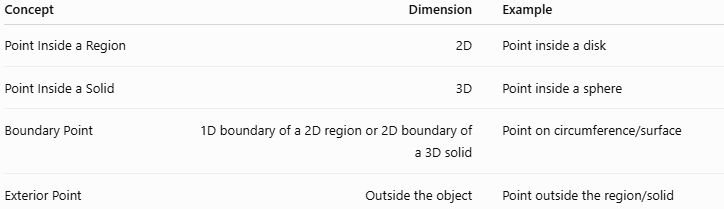 Concept Dimension Example
Point Inside a Region 2D Point inside a disk
Point Inside a Solid 3D Point inside a sphere
Boundary Point 1D boundary of a 2D region or 2D boundary of Point on circumference/surface
a 3D solid
Exterior Point Outside the object Point outside the region/solid